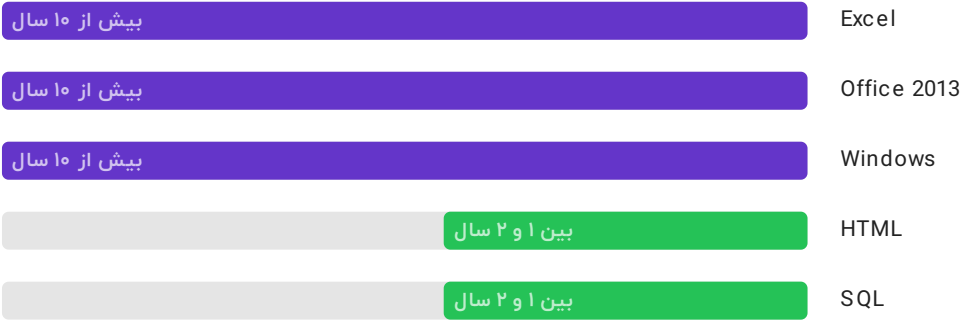 Excel بیش از ۱۰ سال
Office 2013 بیش از ۱۰ سال
Windows بیش از ۱۰ سال
HTML بین ۱ و ۲ سال
SQL بین ۱ و ۲ سال